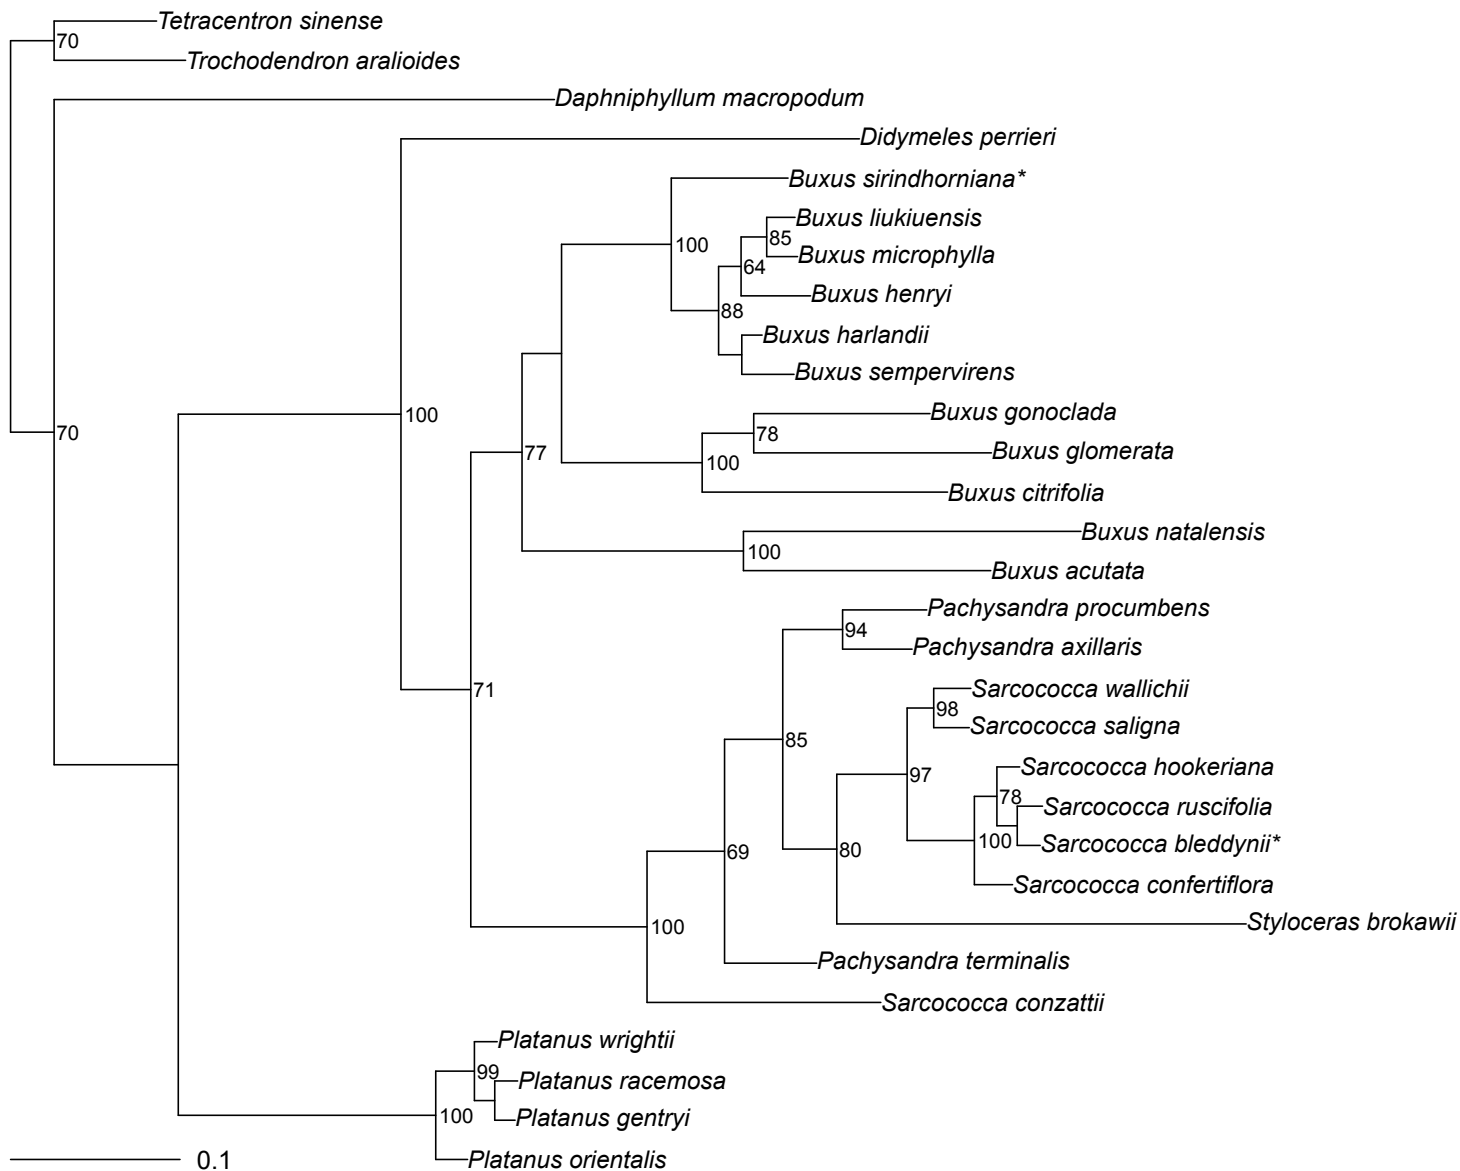 Tetracentron sinense
70
Trochodendron aralioides
Daphniphyllum macropodum
Didymeles perrieri
Buxus sirindhorniana*
Buxus liukiuensis
85
100
Buxus microphylla
64
Buxus henryi
88
Buxus harlandii
Buxus sempervirens
100
Buxus gonoclada
78
70
Buxus glomerata
77
100
Buxus citrifolia
Buxus natalensis
100
Buxus acutata
Pachysandra procumbens
94
Pachysandra axillaris
71
Sarcococca wallichii
98
Sarcococca saligna
85
Sarcococca hookeriana
97
78
Sarcococca ruscifolia
100
Sarcococca bleddynii*
69
80
Sarcococca confertiflora
100
Styloceras brokawii
Pachysandra terminalis
Sarcococca conzattii
Platanus wrightii
99
Platanus racemosa
100
Platanus gentryi
0.1
Platanus orientalis